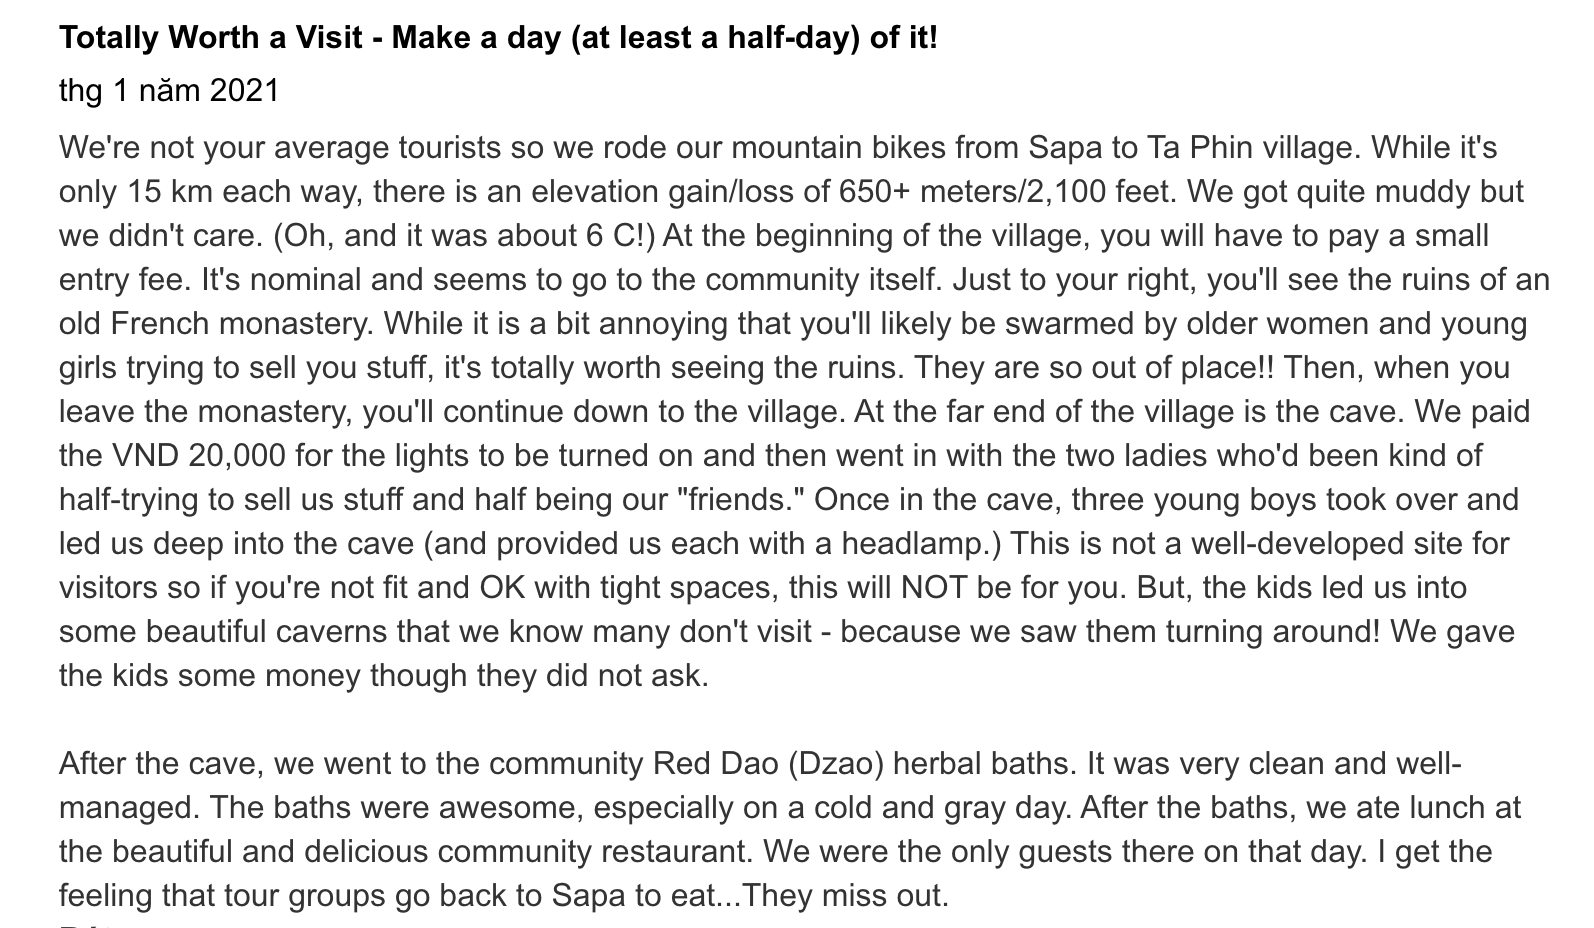 Totally Worth a Visit - Make a day (at least a half-day) of it!
thg 1 năm 2021
We're not your average tourists so we rode our mountain bikes from Sapa to Ta Phin village. While it's
only 15 km each way, there is an elevation gain/loss of 650+ meters/2,100 feet. We got quite muddy but
we didn't care. (Oh, and it was about 6 C!) At the beginning of the village, you will have to pay a small
entry fee. It's nominal and seems to go to the community itself. Just to your right, you'll see the ruins of an
old French monastery. While it is a bit annoying that you'll likely be swarmed by older women and young
girls trying to sell you stuff, it's totally worth seeing the ruins. They are so out of place!! Then, when you
leave the monastery, you'll continue down to the village. At the far end of the village is the cave. We paid
the VND 20,000 for the lights to be turned on and then went in with the two ladies who'd been kind of
half-trying to sell us stuff and half being our "friends." Once in the cave, three young boys took over and
led us deep into the cave (and provided us each with a headlamp.) This is not a well-developed site for
visitors so if you're not fit and OK with tight spaces, this will NOT be for you. But, the kids led us into
some beautiful caverns that we know many don't visit - because we saw them turning around! We gave
the kids some money though they did not ask.
After the cave, we went to the community Red Dao (Dzao) herbal baths. It was very clean and well-
managed. The baths were awesome, especially on a cold and gray day. After the baths, we ate lunch at
the beautiful and delicious community restaurant. We were the only guests there on that day. I get the
feeling that tour groups go back to Sapa to eat...They miss out.